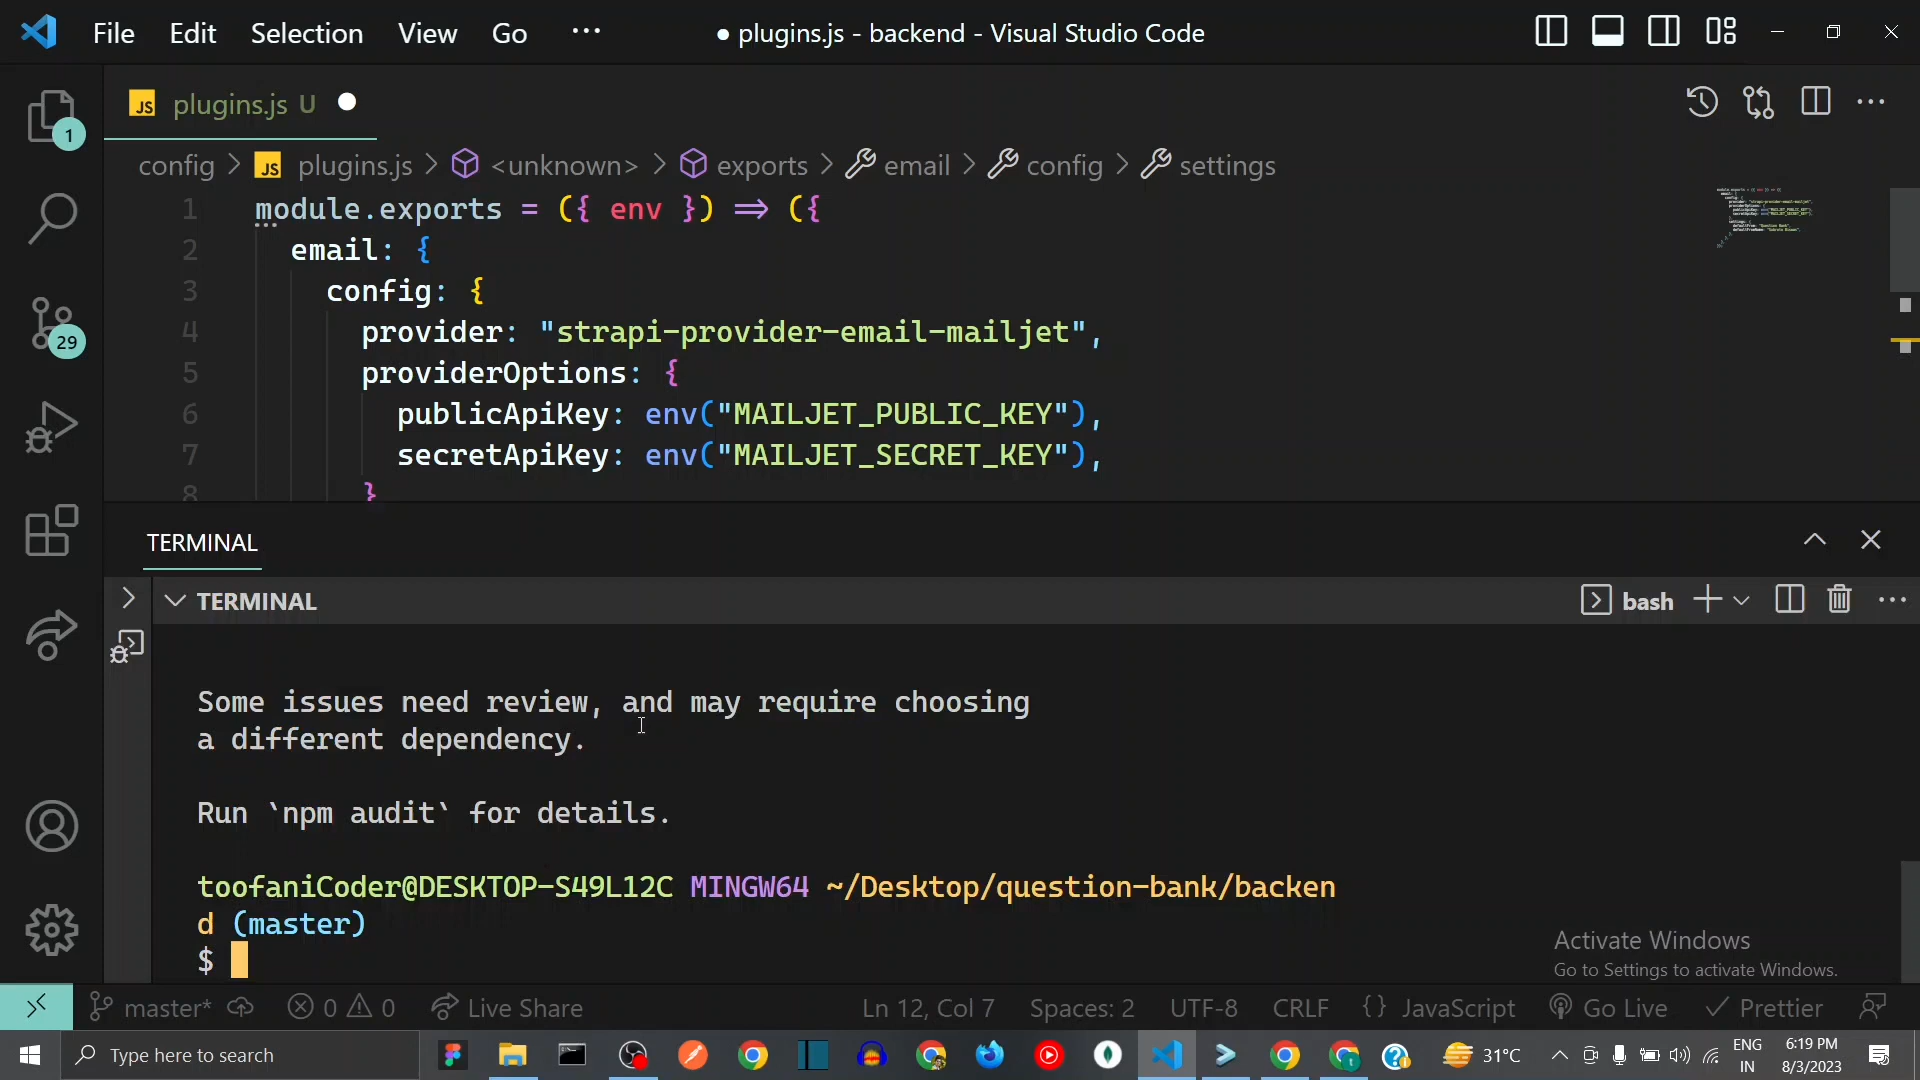 File Edit Selection View Go ··· ● plugins.js - backend - Visual Studio Code
JS plugins.js U
config > JS plugins.js > <unknown> > exports > email > config > settings
1 module.exports = ({ env }) => ({
2 email: {
3 config: {
4 provider: "strapi-provider-email-mailjet",
5 providerOptions: {
6 publicApiKey: env("MAILJET_PUBLIC_KEY"),
7 secretApiKey: env("MAILJET_SECRET_KEY"),
8 }
1
29
TERMINAL
TERMINAL bash
Some issues need review, and may require choosing
a different dependency.
Run `npm audit` for details.
toofaniCoder@DESKTOP-S49L12C MINGW64 ~/Desktop/question-bank/backen
d (master)
$
Activate Windows
Go to Settings to activate Windows.
master* 0 0 Live Share Ln 12, Col 7 Spaces: 2 UTF-8 CRLF {} JavaScript Go Live Prettier
Type here to search 31°C ENG IN 6:19 PM 8/3/2023